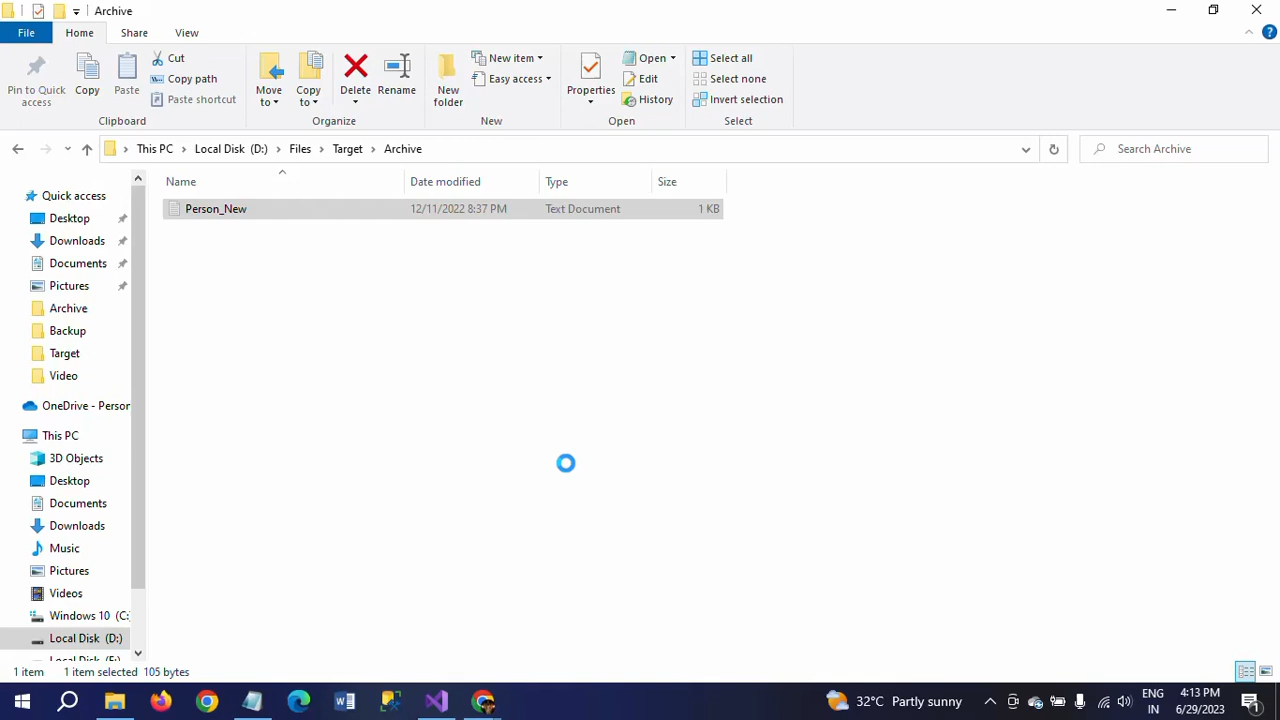 Archive
File Home Share View
Pin to Quick access
Copy
Paste
Cut
Copy path
Paste shortcut
Clipboard
Move to
Copy to
Delete
Rename
Organize
New folder
New item
Easy access
New
Properties
Open
Edit
History
Open
Select all
Select none
Invert selection
Select
This PC Local Disk (D:) Files Target Archive
Search Archive
Name Date modified Type Size
Person_New 12/11/2022 8:37 PM Text Document 1 KB
Quick access
Desktop
Downloads
Documents
Pictures
Archive
Backup
Target
Video
OneDrive - Person
This PC
3D Objects
Desktop
Documents
Downloads
Music
Pictures
Videos
Windows 10 (C:
Local Disk (D:)
1 item 1 item selected 105 bytes
32°C Partly sunny
ENG
IN
4:13 PM
6/29/2023
1